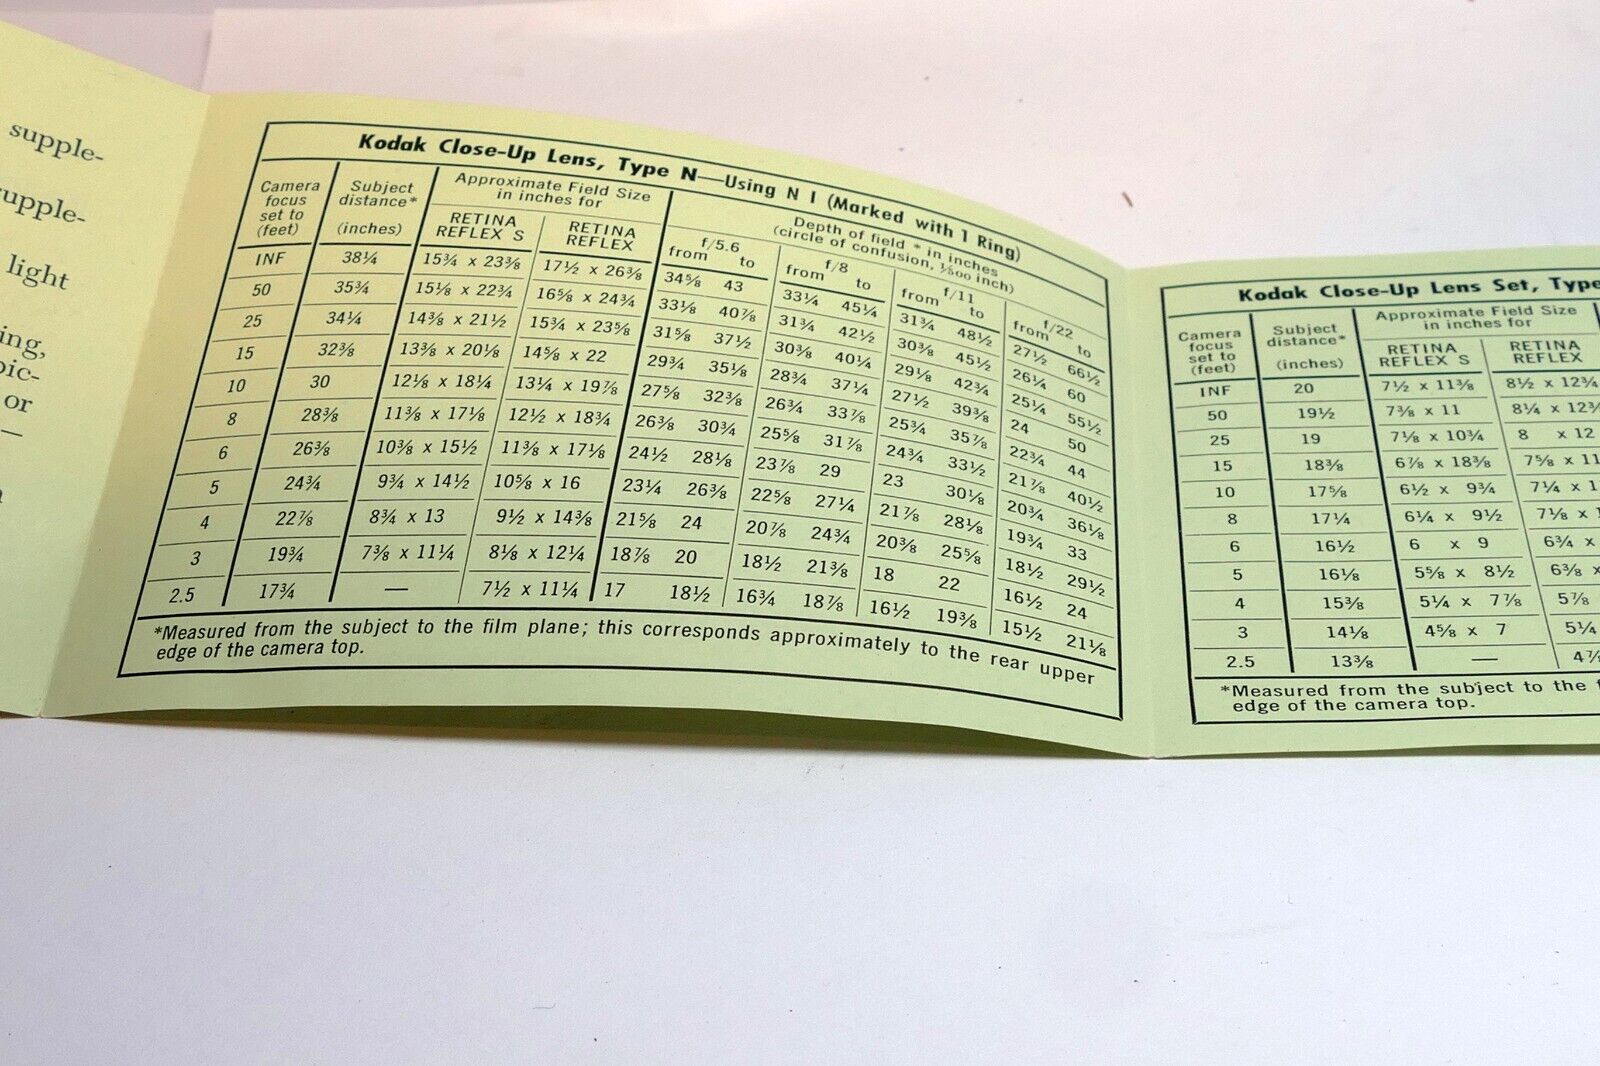 supple-
supple-
light
ing,
pic-
or
—
Kodak Close-Up Lens, Type N—Using N I (Marked with 1 Ring)
Camera focus set to (feet) Subject distance* (inches) Approximate Field Size in inches for Depth of field * in inches (circle of confusion, 1/500 inch)
RETINA REFLEX S RETINA REFLEX f/5.6 from to f/8 from to f/11 from to f/22 from to
INF 38¼ 15¾ x 23⅜ 17½ x 26⅜ 34⅝ 43 33¼ 45¼ 31¾ 48½ 27½ 66½
50 35¾ 15⅛ x 22¾ 16⅝ x 24¾ 33⅛ 40⅞ 31¾ 42½ 30⅜ 45½ 26¼ 60
25 34¼ 14⅜ x 21½ 15¾ x 23⅝ 31⅝ 37½ 30⅜ 40¼ 29⅛ 42¾ 25¼ 55½
15 32⅜ 13⅜ x 20⅛ 14⅝ x 22 29¾ 35⅛ 28¾ 37¼ 27½ 39⅜ 24 50
10 30 12⅛ x 18¼ 13¼ x 19⅞ 27⅝ 32⅜ 26¾ 33⅞ 25¾ 35⅞ 22¾ 44
8 28⅜ 11⅜ x 17⅛ 12½ x 18¾ 26⅜ 30¾ 25⅝ 31⅞ 24¾ 33½ 21⅞ 40½
6 26⅜ 10⅜ x 15½ 11⅜ x 17⅛ 24½ 28⅛ 23⅞ 29 23 30⅛ 20¾ 36⅛
5 24¾ 9¾ x 14½ 10⅝ x 16 23¼ 26⅜ 22⅝ 27¼ 21⅞ 28⅛ 19¾ 33
4 22⅞ 8¾ x 13 9½ x 14⅜ 21⅝ 24 20⅞ 24¾ 20⅜ 25⅝ 18½ 29½
3 19¾ 7⅜ x 11¼ 8⅛ x 12¼ 18⅞ 20 18½ 21⅜ 18 22 16½ 24
2.5 17¾ — 7½ x 11¼ 17 18½ 16¾ 18⅞ 16½ 19⅜ 15½ 21⅛
*Measured from the subject to the film plane; this corresponds approximately to the rear upper
edge of the camera top.
Kodak Close-Up Lens Set, Type
Camera focus set to (feet) Subject distance* (inches) Approximate Field Size in inches for
RETINA REFLEX S RETINA REFLEX
INF 20 7½ x 11⅜ 8½ x 12¾
50 19½ 7⅜ x 11 8¼ x 12⅜
25 19 7⅛ x 10¾ 8 x 12
15 18⅜ 6⅞ x 18⅜ 7⅝ x 11
10 17⅝ 6½ x 9¾ 7¼ x 1
8 17¼ 6¼ x 9½ 7⅛ x 1
6 16½ 6 x 9 6¾ x
5 16⅛ 5⅝ x 8½ 6⅜ x
4 15⅜ 5¼ x 7⅞ 5⅞
3 14⅛ 4⅝ x 7 5¼
2.5 13⅜ —
*Measured from the subject to the
edge of the camera top.